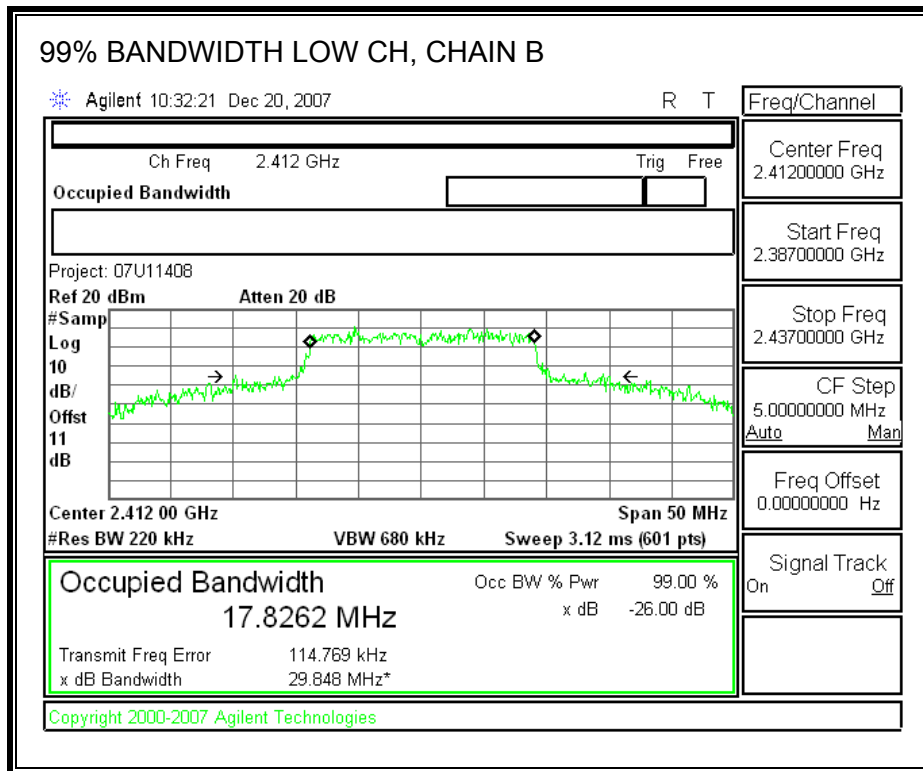 99% BANDWIDTH LOW CH, CHAIN B
Agilent 10:32:21 Dec 20, 2007 R T
Freq/Channel
Ch Freq 2.412 GHz Trig Free
Occupied Bandwidth
Center Freq
2.41200000 GHz
Start Freq
2.38700000 GHz
Stop Freq
2.43700000 GHz
CF Step
5.00000000 MHz
Auto Man
Freq Offset
0.00000000 Hz
Signal Track
On Off
Project: 07U11408
Ref 20 dBm Atten 20 dB
#Samp
Log
10
dB/
Offst
11
dB
Center 2.412 00 GHz Span 50 MHz
#Res BW 220 kHz VBW 680 kHz Sweep 3.12 ms (601 pts)
Occupied Bandwidth Occ BW % Pwr 99.00 %
17.8262 MHz x dB -26.00 dB
Transmit Freq Error 114.769 kHz
x dB Bandwidth 29.848 MHz*
Copyright 2000-2007 Agilent Technologies